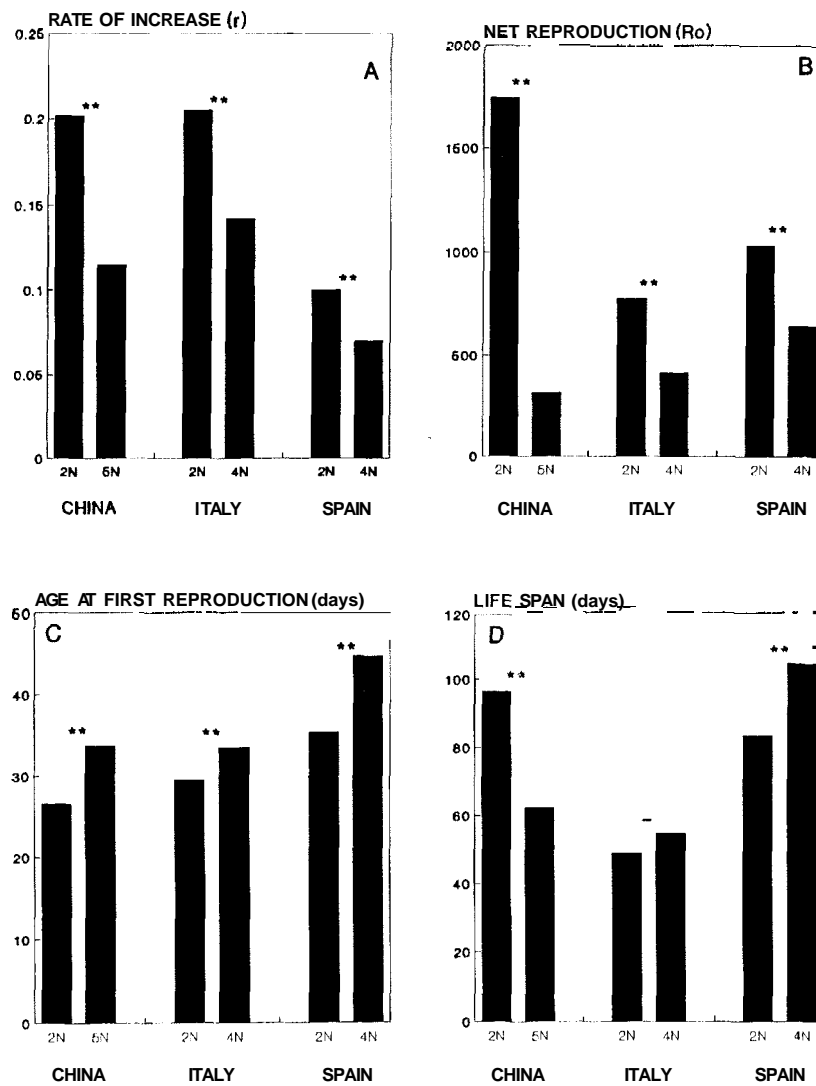 RATE OF INCREASE (r)
0.25
A
**
**
0.2
0.15
**
0.1
0.05
0
2N 5N 2N 4N 2N 4N
CHINA ITALY SPAIN
NET REPRODUCTION (Ro)
2000
B
**
1500
**
1000
**
500
0
2N 5N 2N 4N 2N 4N
CHINA ITALY SPAIN
AGE AT FIRST REPRODUCTION (days)
50
C
**
40
**
**
30
20
10
0
2N 5N 2N 4N 2N 4N
CHINA ITALY SPAIN
LIFE SPAN (days)
120
D
**
**
100
80
60
40
20
0
2N 5N 2N 4N 2N 4N
CHINA ITALY SPAIN